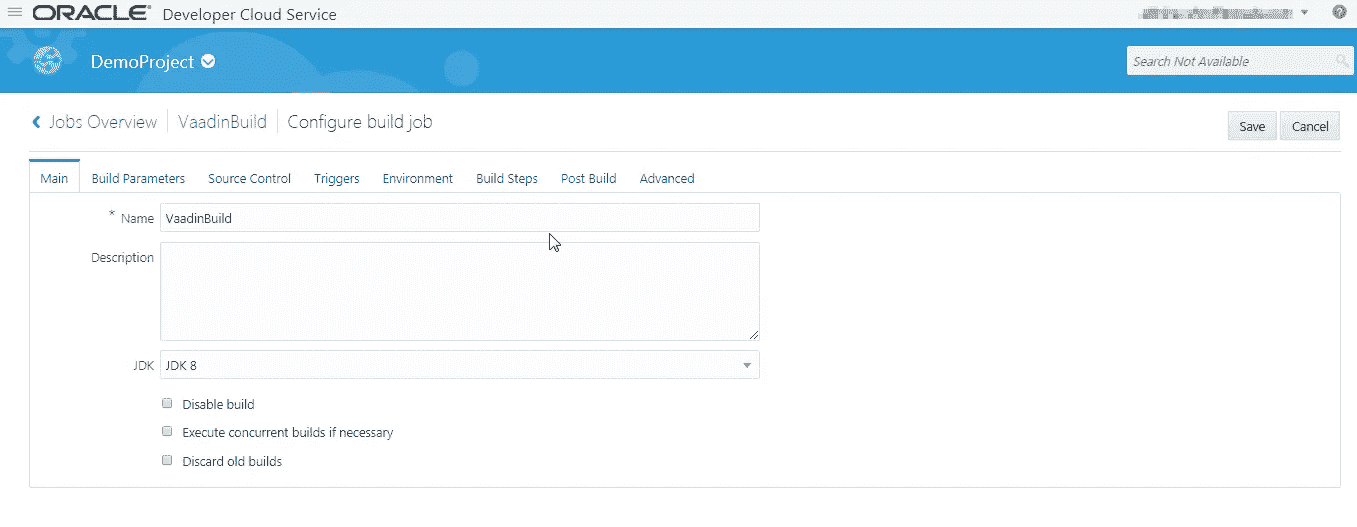 ORACLE® Developer Cloud Service
DemoProject
Search Not Available
Jobs Overview VaadinBuild Configure build job
Save Cancel
Main Build Parameters Source Control Triggers Environment Build Steps Post Build Advanced
* Name VaadinBuild
Description
JDK JDK 8
Disable build
Execute concurrent builds if necessary
Discard old builds